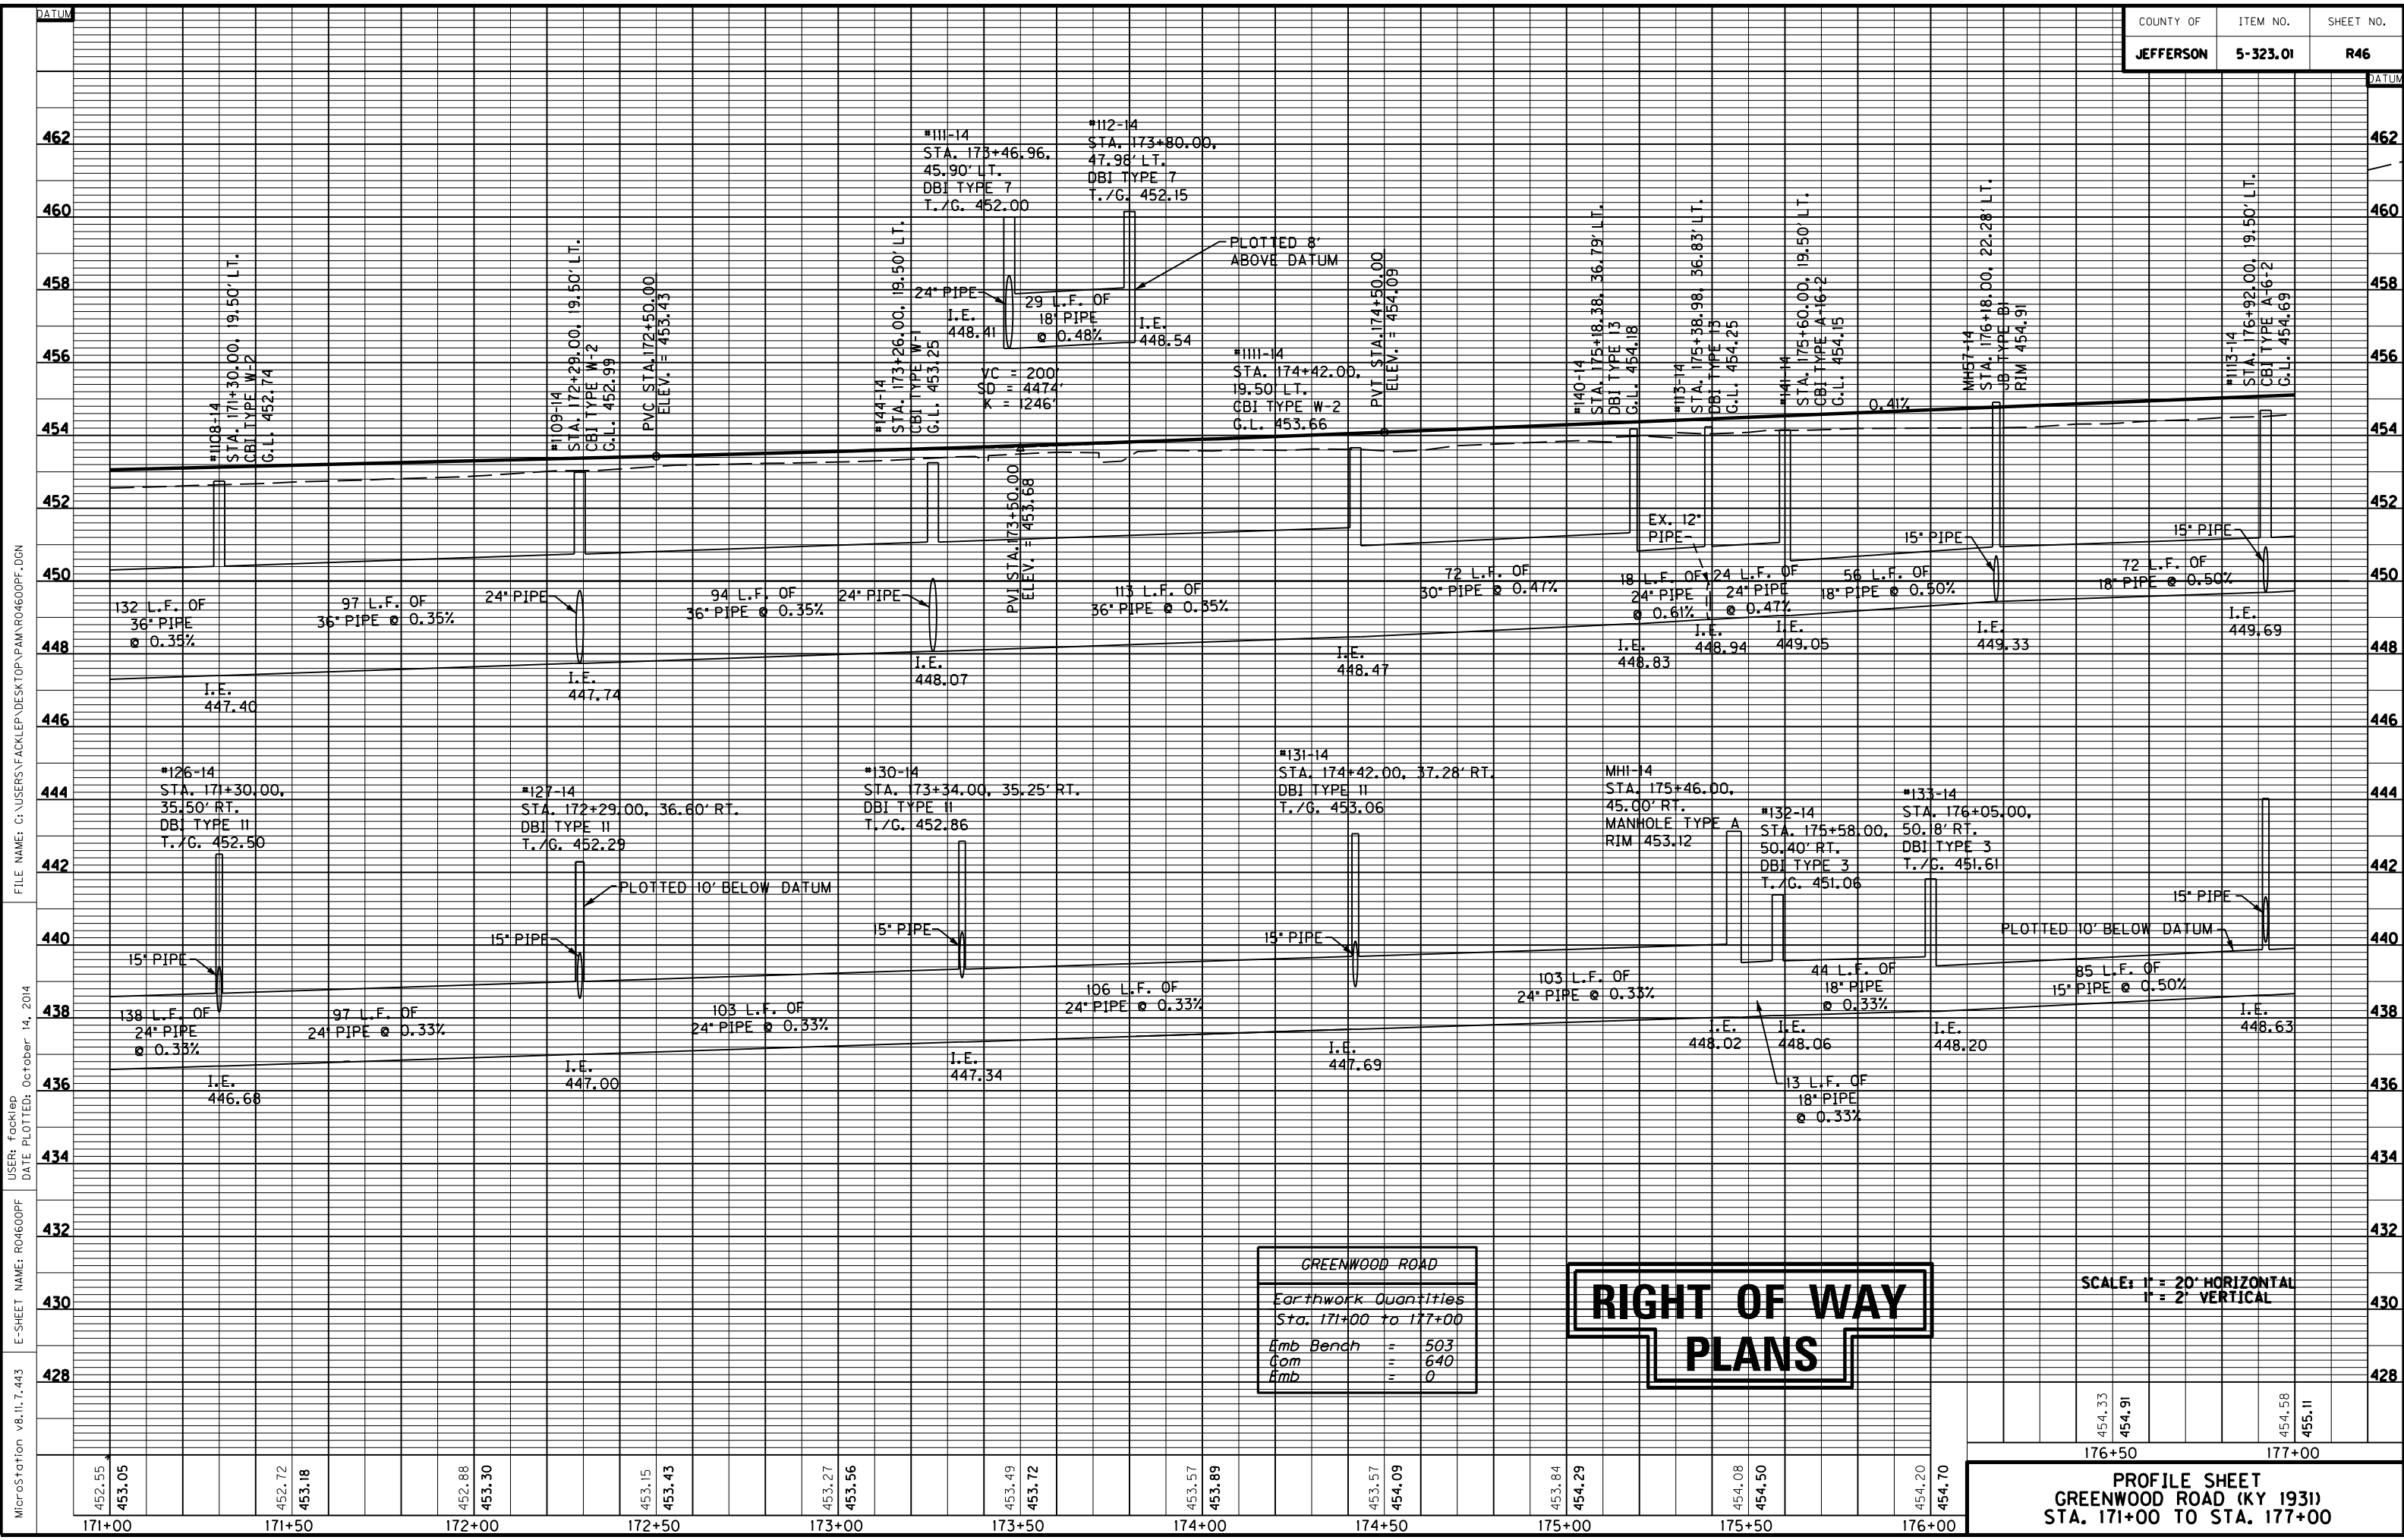 COUNTY OF
JEFFERSON
ITEM NO.
5-323.01
SHEET NO.
R46
DATUM
DATUM
462
460
458
456
454
452
450
448
446
444
442
440
438
436
434
432
430
428
462
460
458
456
454
452
450
448
446
444
442
440
438
436
434
432
430
428
#1108-14
STA. 171+30.00, 19.50' LT.
CBI TYPE W-2
G.L. 452.74
#1109-14
STA. 172+29.00, 19.50' LT.
CBI TYPE W-2
G.L. 452.99
PVC STA.172+50.00
ELEV. = 453.43
#144-14
STA. 173+26.00, 19.50' LT.
CBI TYPE W-1
G.L. 453.25
#111-14
STA. 173+46.96,
45.90' LT.
DBI TYPE 7
T./G. 452.00
#112-14
STA. 173+80.00,
47.98' LT.
DBI TYPE 7
T./G. 452.15
PLOTTED 8'
ABOVE DATUM
24" PIPE
I.E.
448.41
29 L.F. OF
18" PIPE
@ 0.48%
I.E.
448.54
VC = 200'
SD = 4474'
K = 1246'
PVI STA.173+50.00
ELEV. = 453.68
#1111-14
STA. 174+42.00,
19.50' LT.
CBI TYPE W-2
G.L. 453.66
PVT STA.174+50.00
ELEV. = 454.09
#140-14
STA. 175+18.38, 36.79' LT.
DBI TYPE 13
G.L. 454.18
#113-14
STA. 175+38.98, 36.83' LT.
DBI TYPE 13
G.L. 454.25
#141-14
STA. 175+60.00, 19.50' LT.
CBI TYPE A-16-2
G.L. 454.15
0.41%
MH57-14
STA. 176+18.00, 22.28' LT.
JB TYPE B1
RIM 454.91
#1113-14
STA. 176+92.00, 19.50' LT.
CBI TYPE A-6-2
G.L. 454.69
132 L.F. OF
36" PIPE
@ 0.35%
I.E.
447.40
97 L.F. OF
36" PIPE @ 0.35%
24" PIPE
I.E.
447.74
94 L.F. OF
36" PIPE @ 0.35%
24" PIPE
I.E.
448.07
113 L.F. OF
36" PIPE @ 0.35%
I.E.
448.47
72 L.F. OF
30" PIPE @ 0.47%
EX. 12"
PIPE
18 L.F. OF
24" PIPE
@ 0.61%
I.E.
448.83
24 L.F. OF
24" PIPE
@ 0.47%
I.E.
448.94
I.E.
449.05
56 L.F. OF
18" PIPE @ 0.50%
15" PIPE
I.E.
449.33
72 L.F. OF
18" PIPE @ 0.50%
15" PIPE
I.E.
449.69
#126-14
STA. 171+30.00,
35.50' RT.
DBI TYPE 11
T./G. 452.50
#127-14
STA. 172+29.00, 36.60' RT.
DBI TYPE 11
T./G. 452.29
PLOTTED 10' BELOW DATUM
#130-14
STA. 173+34.00, 35.25' RT.
DBI TYPE 11
T./G. 452.86
#131-14
STA. 174+42.00, 37.28' RT.
DBI TYPE 11
T./G. 453.06
MH1-14
STA. 175+46.00,
45.00' RT.
MANHOLE TYPE A
RIM 453.12
#132-14
STA. 175+58.00,
50.40' RT.
DBI TYPE 3
T./G. 451.06
#133-14
STA. 176+05.00,
50.18' RT.
DBI TYPE 3
T./G. 451.61
15" PIPE
PLOTTED 10' BELOW DATUM
15" PIPE
138 L.F. OF
24" PIPE
@ 0.33%
I.E.
446.68
97 L.F. OF
24" PIPE @ 0.33%
15" PIPE
I.E.
447.00
103 L.F. OF
24" PIPE @ 0.33%
15" PIPE
I.E.
447.34
106 L.F. OF
24" PIPE @ 0.33%
15" PIPE
I.E.
447.69
103 L.F. OF
24" PIPE @ 0.33%
I.E.
448.02
I.E.
448.06
44 L.F. OF
18" PIPE
@ 0.33%
I.E.
448.20
13 L.F. OF
18" PIPE
@ 0.33%
85 L.F. OF
15" PIPE @ 0.50%
I.E.
448.63
GREENWOOD ROAD
Earthwork Quantities
Sta. 171+00 to 177+00
Emb Bench = 503
Com = 640
Emb = 0
RIGHT OF WAY
PLANS
SCALE: 1" = 20' HORIZONTAL
1" = 2' VERTICAL
452.55
453.05
452.72
453.18
452.88
453.30
453.15
453.43
453.27
453.56
453.49
453.72
453.57
453.89
453.57
454.09
453.84
454.29
454.08
454.50
454.20
454.70
454.33
454.91
454.58
455.11
171+00
171+50
172+00
172+50
173+00
173+50
174+00
174+50
175+00
175+50
176+00
176+50
177+00
PROFILE SHEET
GREENWOOD ROAD (KY 1931)
STA. 171+00 TO STA. 177+00
FILE NAME: C:\USERS\FACKLEP\DESKTOP\PAM\R04600PF.DGN
USER: facklep
DATE PLOTTED: October 14, 2014
E-SHEET NAME: R04600PF
MicroStation v8.11.7.443